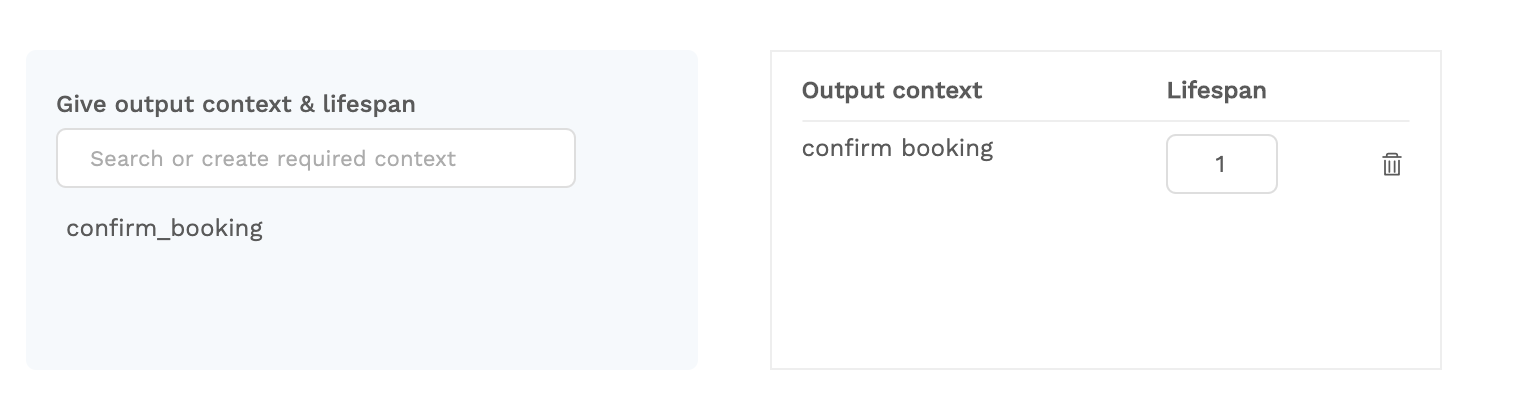 Give output context & lifespan
Search or create required context
confirm_booking
Output context Lifespan
confirm booking 1